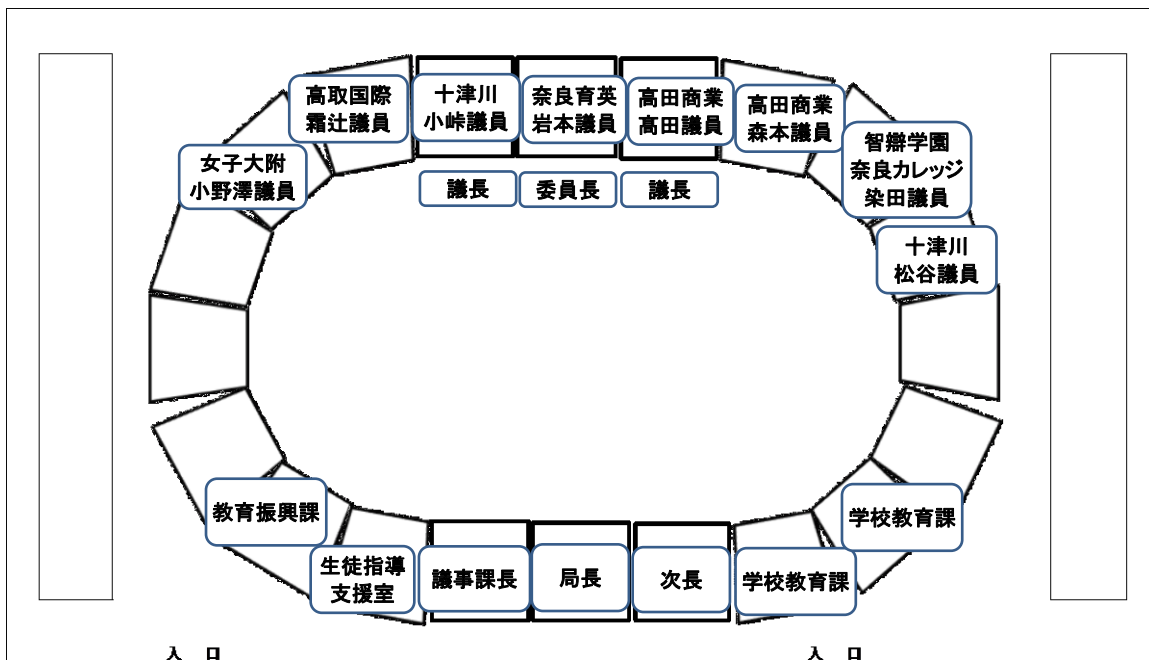 高取国際
霜辻議員
十津川
小峠議員
奈良育英
岩本議員
高田商業
高田議員
高田商業
森本議員
女子大附
小野澤議員
智辯学園
奈良カレッジ
染田議員
議長
委員長
議長
十津川
松谷議員
教育振興課
学校教育課
生徒指導
支援室
議事課長
局長
次長
学校教育課
入 口
入 口